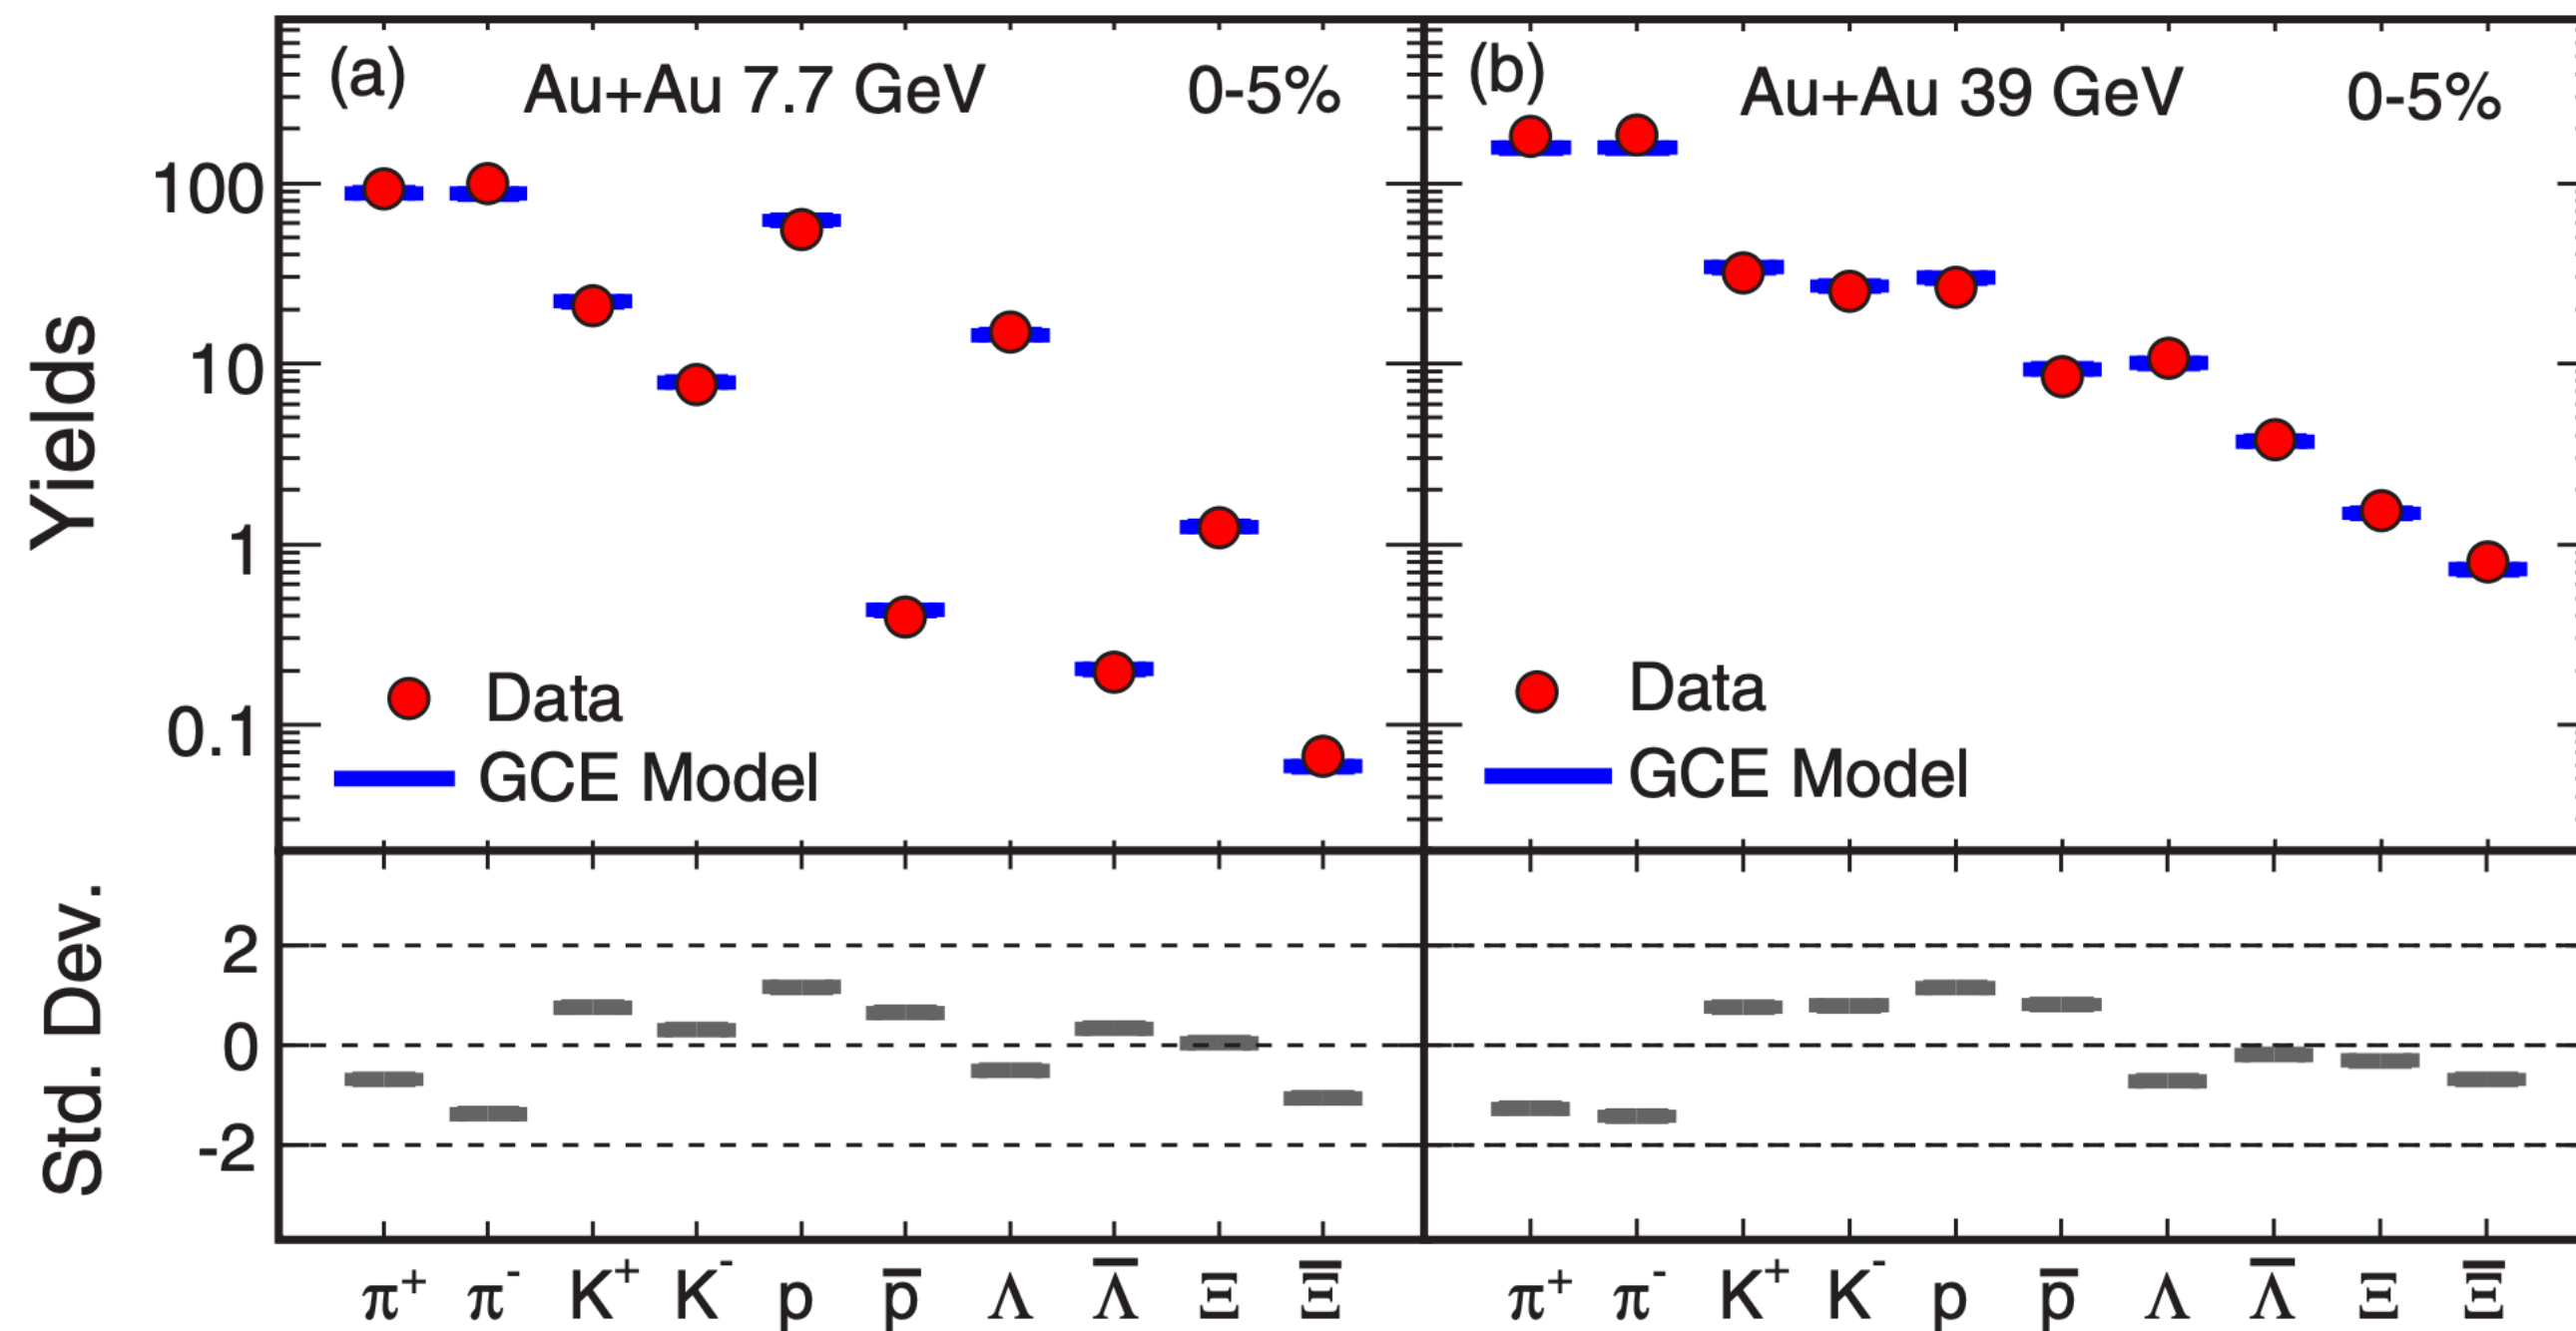 (a) Au+Au 7.7 GeV 0-5%
(b) Au+Au 39 GeV 0-5%
Yields
100
10
1
0.1
Data
GCE Model
Data
GCE Model
Std. Dev.
2
0
-2
π⁺ π⁻ K⁺ K⁻ p p̅ Λ Λ̅ Ξ Ξ̅
π⁺ π⁻ K⁺ K⁻ p p̅ Λ Λ̅ Ξ Ξ̅